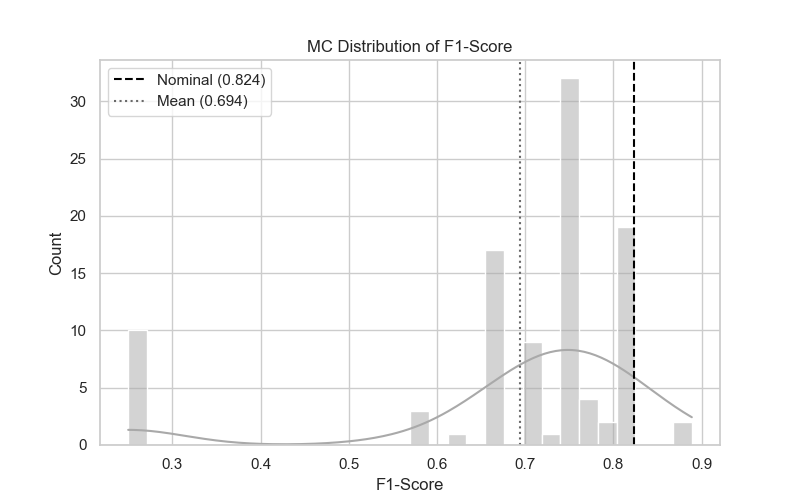 MC Distribution of F1-Score
Nominal (0.824)
Mean (0.694)
Count
30
25
20
15
10
5
0
0.3 0.4 0.5 0.6 0.7 0.8 0.9
F1-Score